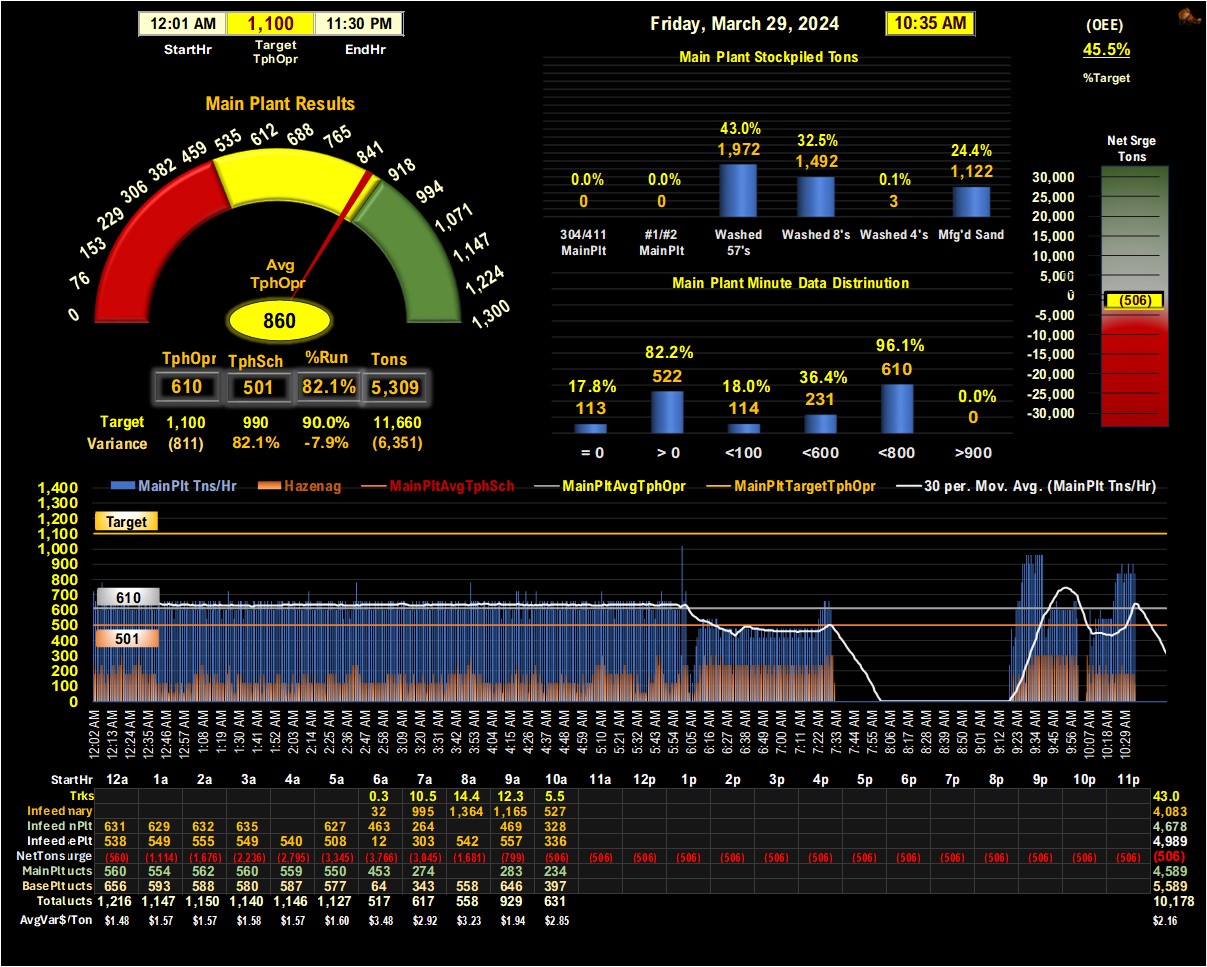 12:01 AM 1,100 11:30 PM
StartHr Target TphOpr EndHr
Friday, March 29, 2024 10:35 AM
(OEE)
45.5%
%Target
Main Plant Results
0 76 153 229 306 382 459 535 612 688 765 841 918 994 1,071 1,147 1,224 1,300
Avg
TphOpr
860
TphOpr TphSch %Run Tons
610 501 82.1% 5,309
Target 1,100 990 90.0% 11,660
Variance (811) 82.1% -7.9% (6,351)
Main Plant Stockpiled Tons
0.0% 0.0% 43.0% 32.5% 0.1% 24.4%
0 0 1,972 1,492 3 1,122
304/411 MainPlt #1/#2 MainPlt Washed 57's Washed 8's Washed 4's Mfg'd Sand
Main Plant Minute Data Distrinution
17.8% 82.2% 18.0% 36.4% 96.1% 0.0%
113 522 114 231 610 0
= 0 > 0 <100 <600 <800 >900
Net Srge
Tons
30,000
25,000
20,000
15,000
10,000
5,000
0
(506)
-5,000
-10,000
-15,000
-20,000
-25,000
-30,000
MainPlt Tns/Hr Hazenag MainPltAvgTphSch MainPltAvgTphOpr MainPltTargetTphOpr 30 per. Mov. Avg. (MainPlt Tns/Hr)
1,400
1,300
1,200
1,100
1,000
900
800
700
600
500
400
300
200
100
0
Target
610
501
12:02 AM 12:13 AM 12:24 AM 12:35 AM 12:46 AM 12:57 AM 1:08 AM 1:19 AM 1:30 AM 1:41 AM 1:52 AM 2:03 AM 2:14 AM 2:25 AM 2:36 AM 2:47 AM 2:58 AM 3:09 AM 3:20 AM 3:31 AM 3:42 AM 3:53 AM 4:04 AM 4:15 AM 4:26 AM 4:37 AM 4:48 AM 4:59 AM 5:10 AM 5:21 AM 5:32 AM 5:43 AM 5:54 AM 6:05 AM 6:16 AM 6:27 AM 6:38 AM 6:49 AM 7:00 AM 7:11 AM 7:22 AM 7:33 AM 7:44 AM 7:55 AM 8:06 AM 8:17 AM 8:28 AM 8:39 AM 8:50 AM 9:01 AM 9:12 AM 9:23 AM 9:34 AM 9:45 AM 9:56 AM 10:07 AM 10:18 AM 10:29 AM
StartHr 12a 1a 2a 3a 4a 5a 6a 7a 8a 9a 10a 11a 12p 1p 2p 3p 4p 5p 6p 7p 8p 9p 10p 11p
Trks 0.3 10.5 14.4 12.3 5.5 43.0
Infeed nary 32 995 1,364 1,165 527 4,083
Infeed nPlt 631 629 632 635 627 463 264 469 328 4,678
Infeed ePlt 538 549 555 549 540 508 12 303 542 557 336 4,989
NetTons urge (560) (1,114) (1,676) (2,236) (2,795) (3,345) (3,766) (3,045) (1,681) (799) (506) (506) (506) (506) (506) (506) (506) (506) (506) (506) (506) (506) (506) (506) (506)
MainPlt ucts 560 554 562 560 559 550 453 274 283 234 4,589
BasePlt ucts 656 593 588 580 587 577 64 343 558 646 397 5,589
Total ucts 1,216 1,147 1,150 1,140 1,146 1,127 517 617 558 929 631 10,178
AvgVar$/Ton $1.48 $1.57 $1.57 $1.58 $1.57 $1.60 $3.48 $2.92 $3.23 $1.94 $2.85 $2.16